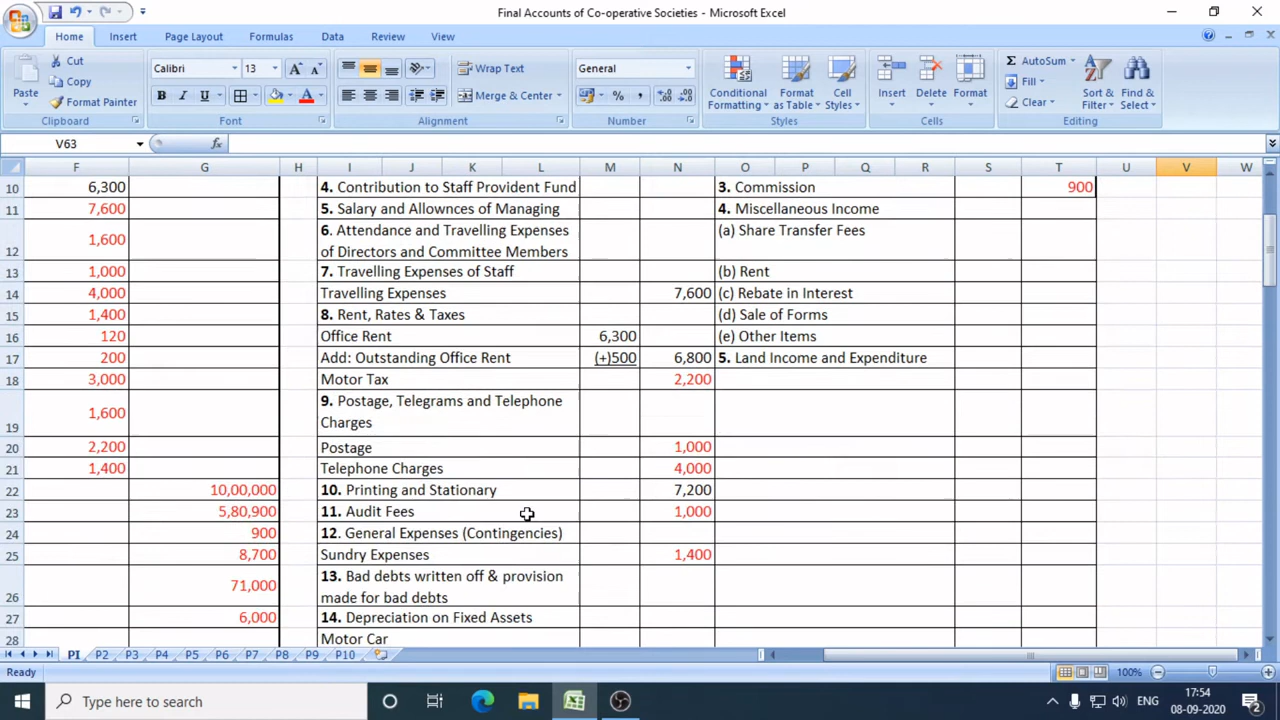 Final Accounts of Co-operative Societies - Microsoft Excel
Home Insert Page Layout Formulas Data Review View
Paste
Cut
Copy
Format Painter
Clipboard
Calibri 13
B I U
Font
Wrap Text
Merge & Center
Alignment
General
Number
Conditional Formatting
Format as Table
Cell Styles
Styles
Insert Delete Format
Cells
AutoSum
Fill
Clear
Sort & Filter
Find & Select
Editing
V63 fx
F G H I J K L M N O P Q R S T U V W
10 6,300 4. Contribution to Staff Provident Fund 3. Commission 900
11 7,600 5. Salary and Allownces of Managing 4. Miscellaneous Income
12 1,600 6. Attendance and Travelling Expenses (a) Share Transfer Fees
of Directors and Committee Members
13 1,000 7. Travelling Expenses of Staff (b) Rent
14 4,000 Travelling Expenses 7,600 (c) Rebate in Interest
15 1,400 8. Rent, Rates & Taxes (d) Sale of Forms
16 120 Office Rent 6,300 (e) Other Items
17 200 Add: Outstanding Office Rent (+)500 6,800 5. Land Income and Expenditure
18 3,000 Motor Tax 2,200
19 1,600 9. Postage, Telegrams and Telephone
Charges
20 2,200 Postage 1,000
21 1,400 Telephone Charges 4,000
22 10,00,000 10. Printing and Stationary 7,200
23 5,80,900 11. Audit Fees 1,000
24 900 12. General Expenses (Contingencies)
25 8,700 Sundry Expenses 1,400
26 71,000 13. Bad debts written off & provision
made for bad debts
27 6,000 14. Depreciation on Fixed Assets
28 Motor Car
PI P2 P3 P4 P5 P6 P7 P8 P9 P10
Ready 100%
Type here to search
ENG
17:54
08-09-2020
2